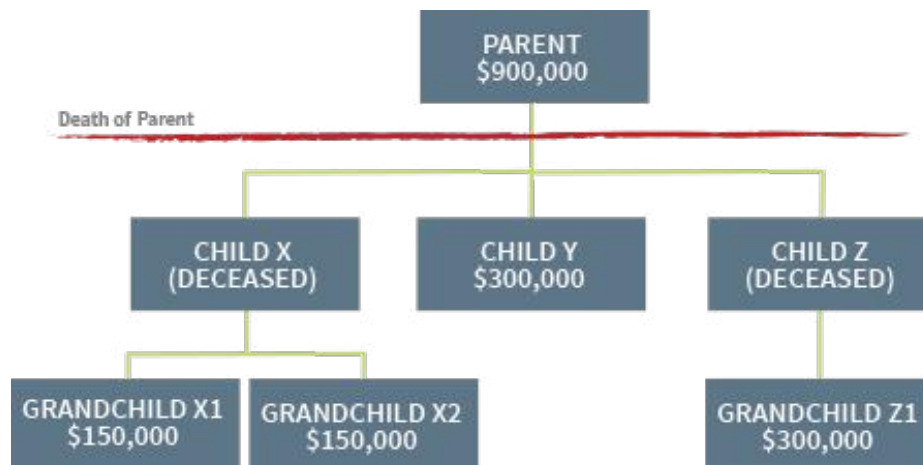 PARENT
$900,000
Death of Parent
CHILD X
(DECEASED)
CHILD Y
$300,000
CHILD Z
(DECEASED)
GRANDCHILD X1
$150,000
GRANDCHILD X2
$150,000
GRANDCHILD Z1
$300,000